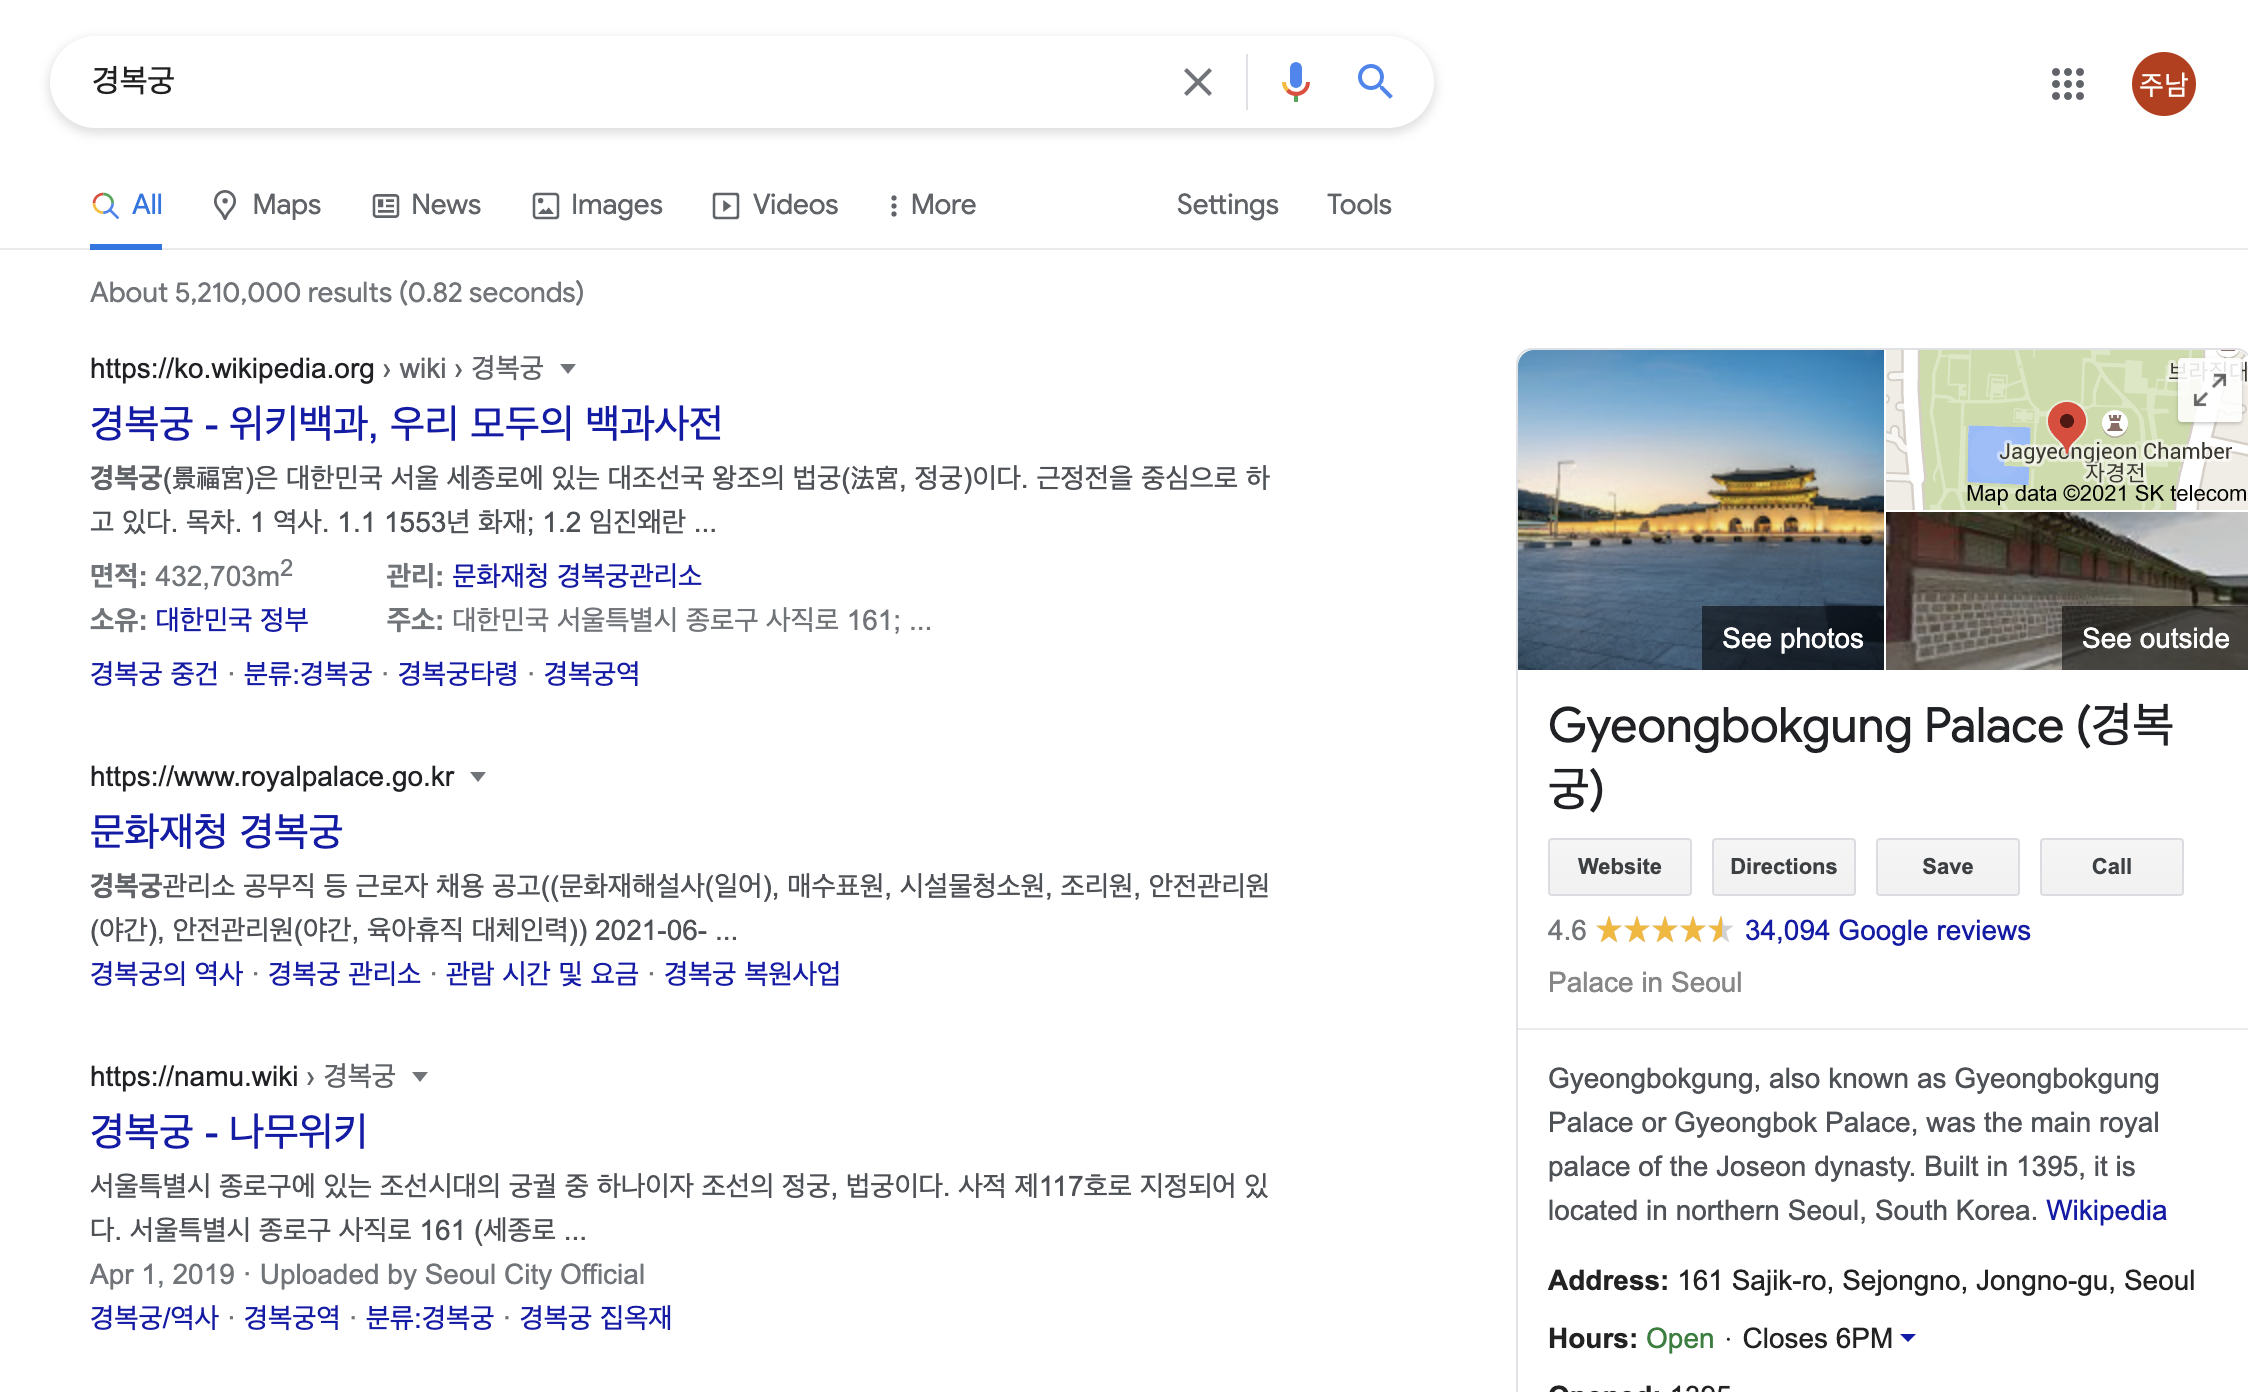 경복궁
주남
All Maps News Images Videos More Settings Tools
About 5,210,000 results (0.82 seconds)
https://ko.wikipedia.org › wiki › 경복궁
경복궁 - 위키백과, 우리 모두의 백과사전
경복궁(景福宮)은 대한민국 서울 세종로에 있는 대조선국 왕조의 법궁(法宮, 정궁)이다. 근정전을 중심으로 하
고 있다. 목차. 1 역사. 1.1 1553년 화재; 1.2 임진왜란 ...
면적: 432,703m2 관리: 문화재청 경복궁관리소
소유: 대한민국 정부 주소: 대한민국 서울특별시 종로구 사직로 161; ...
경복궁 중건 · 분류:경복궁 · 경복궁타령 · 경복궁역
https://www.royalpalace.go.kr
문화재청 경복궁
경복궁관리소 공무직 등 근로자 채용 공고((문화재해설사(일어), 매수표원, 시설물청소원, 조리원, 안전관리원
(야간), 안전관리원(야간, 육아휴직 대체인력)) 2021-06- ...
경복궁의 역사 · 경복궁 관리소 · 관람 시간 및 요금 · 경복궁 복원사업
https://namu.wiki › 경복궁
경복궁 - 나무위키
서울특별시 종로구에 있는 조선시대의 궁궐 중 하나이자 조선의 정궁, 법궁이다. 사적 제117호로 지정되어 있
다. 서울특별시 종로구 사직로 161 (세종로 ...
Apr 1, 2019 · Uploaded by Seoul City Official
경복궁/역사 · 경복궁역 · 분류:경복궁 · 경복궁 집옥재
Jagyeongjeon Chamber
자경전
Map data ©2021 SK telecom
See photos
See outside
Gyeongbokgung Palace (경복
궁)
Website Directions Save Call
4.6 34,094 Google reviews
Palace in Seoul
Gyeongbokgung, also known as Gyeongbokgung
Palace or Gyeongbok Palace, was the main royal
palace of the Joseon dynasty. Built in 1395, it is
located in northern Seoul, South Korea. Wikipedia
Address: 161 Sajik-ro, Sejongno, Jongno-gu, Seoul
Hours: Open · Closes 6PM
Opened: 1395